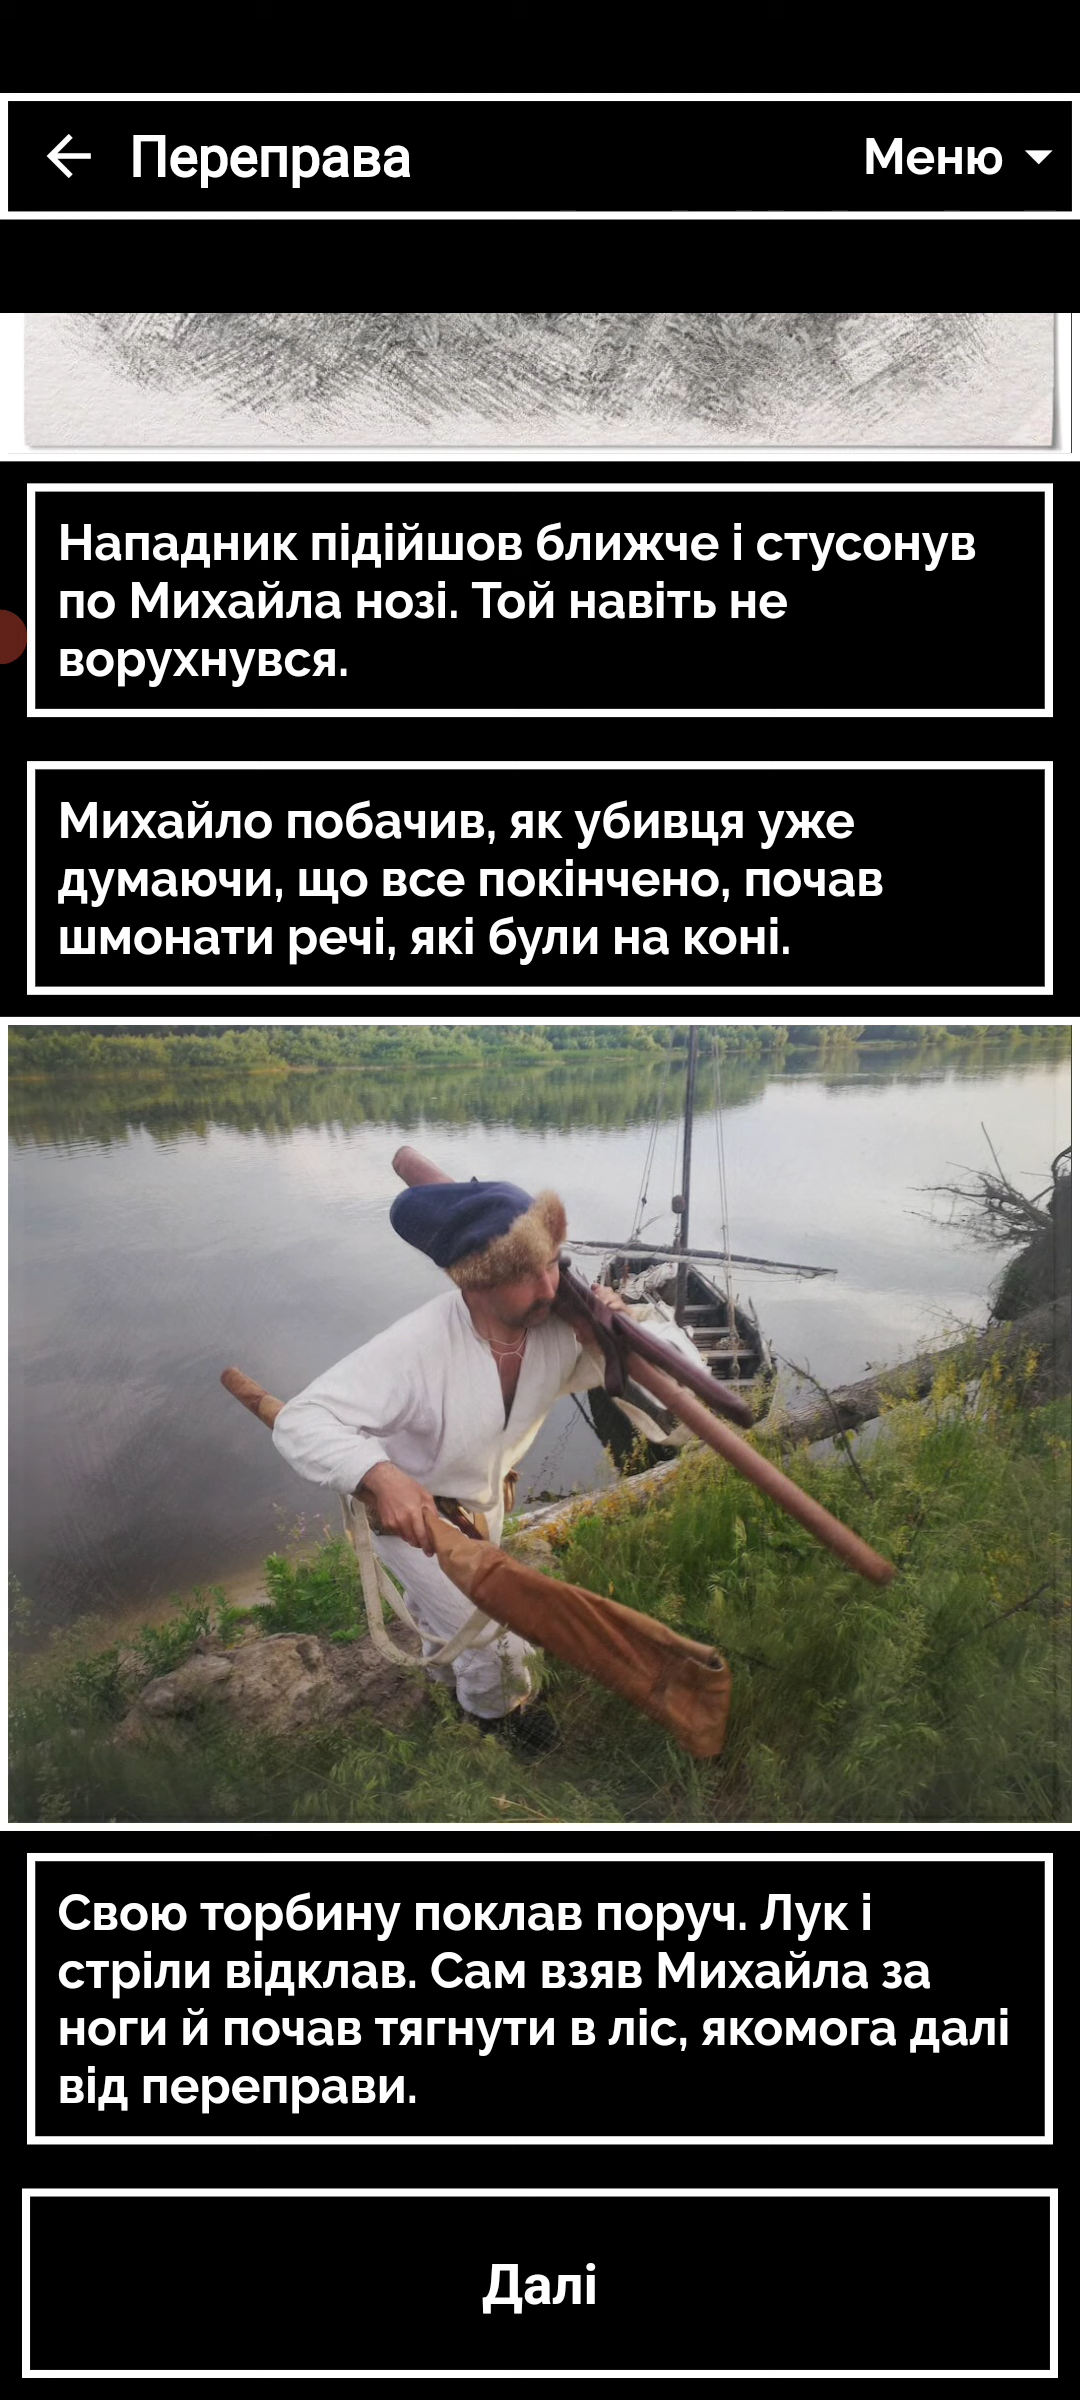 Переправа
Меню
Нападник підійшов ближче і стусонув
по Михайла нозі. Той навіть не
ворухнувся.
Михайло побачив, як убивця уже
думаючи, що все покінчено, почав
шмонати речі, які були на коні.
Свою торбину поклав поруч. Лук і
стріли відклав. Сам взяв Михайла за
ноги й почав тягнути в ліс, якомога далі
від переправи.
Далі